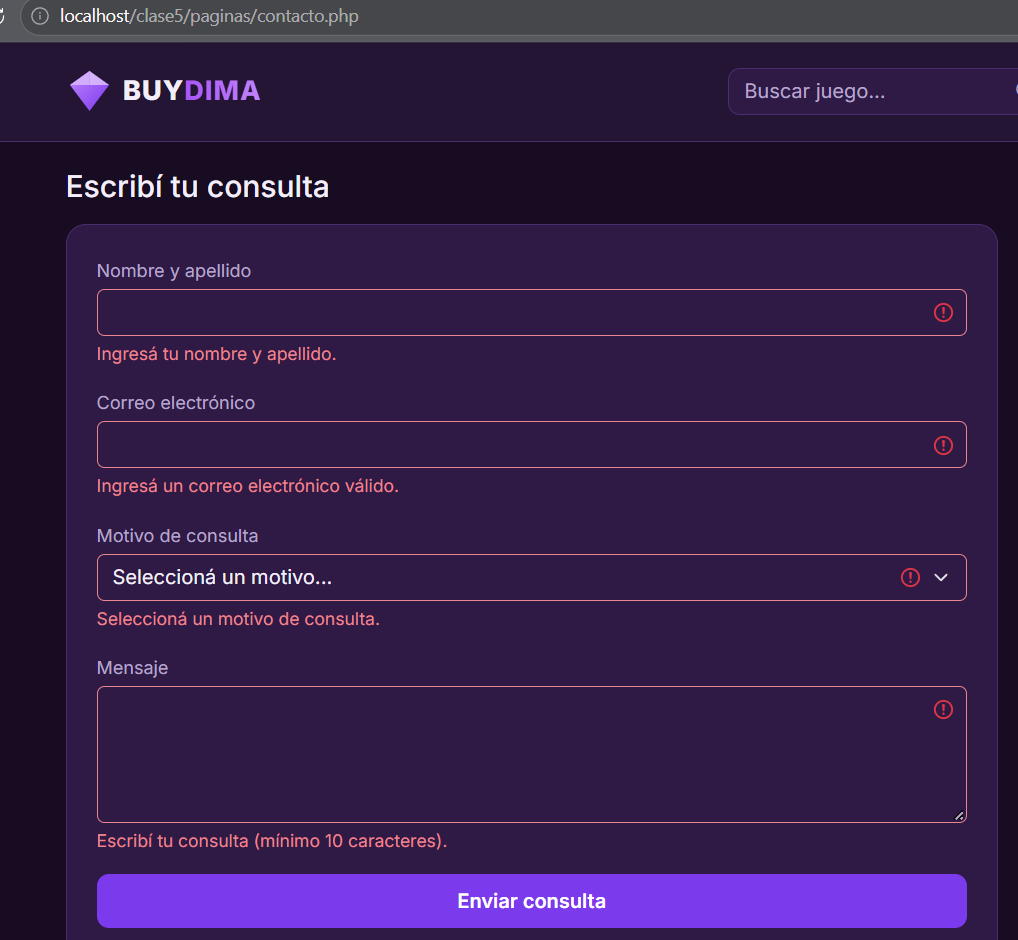 localhost/clase5/paginas/contacto.php
BUYDIMA
Buscar juego...
Escribí tu consulta
Nombre y apellido
Ingresá tu nombre y apellido.
Correo electrónico
Ingresá un correo electrónico válido.
Motivo de consulta
Seleccioná un motivo...
Seleccioná un motivo de consulta.
Mensaje
Escribí tu consulta (mínimo 10 caracteres).
Enviar consulta